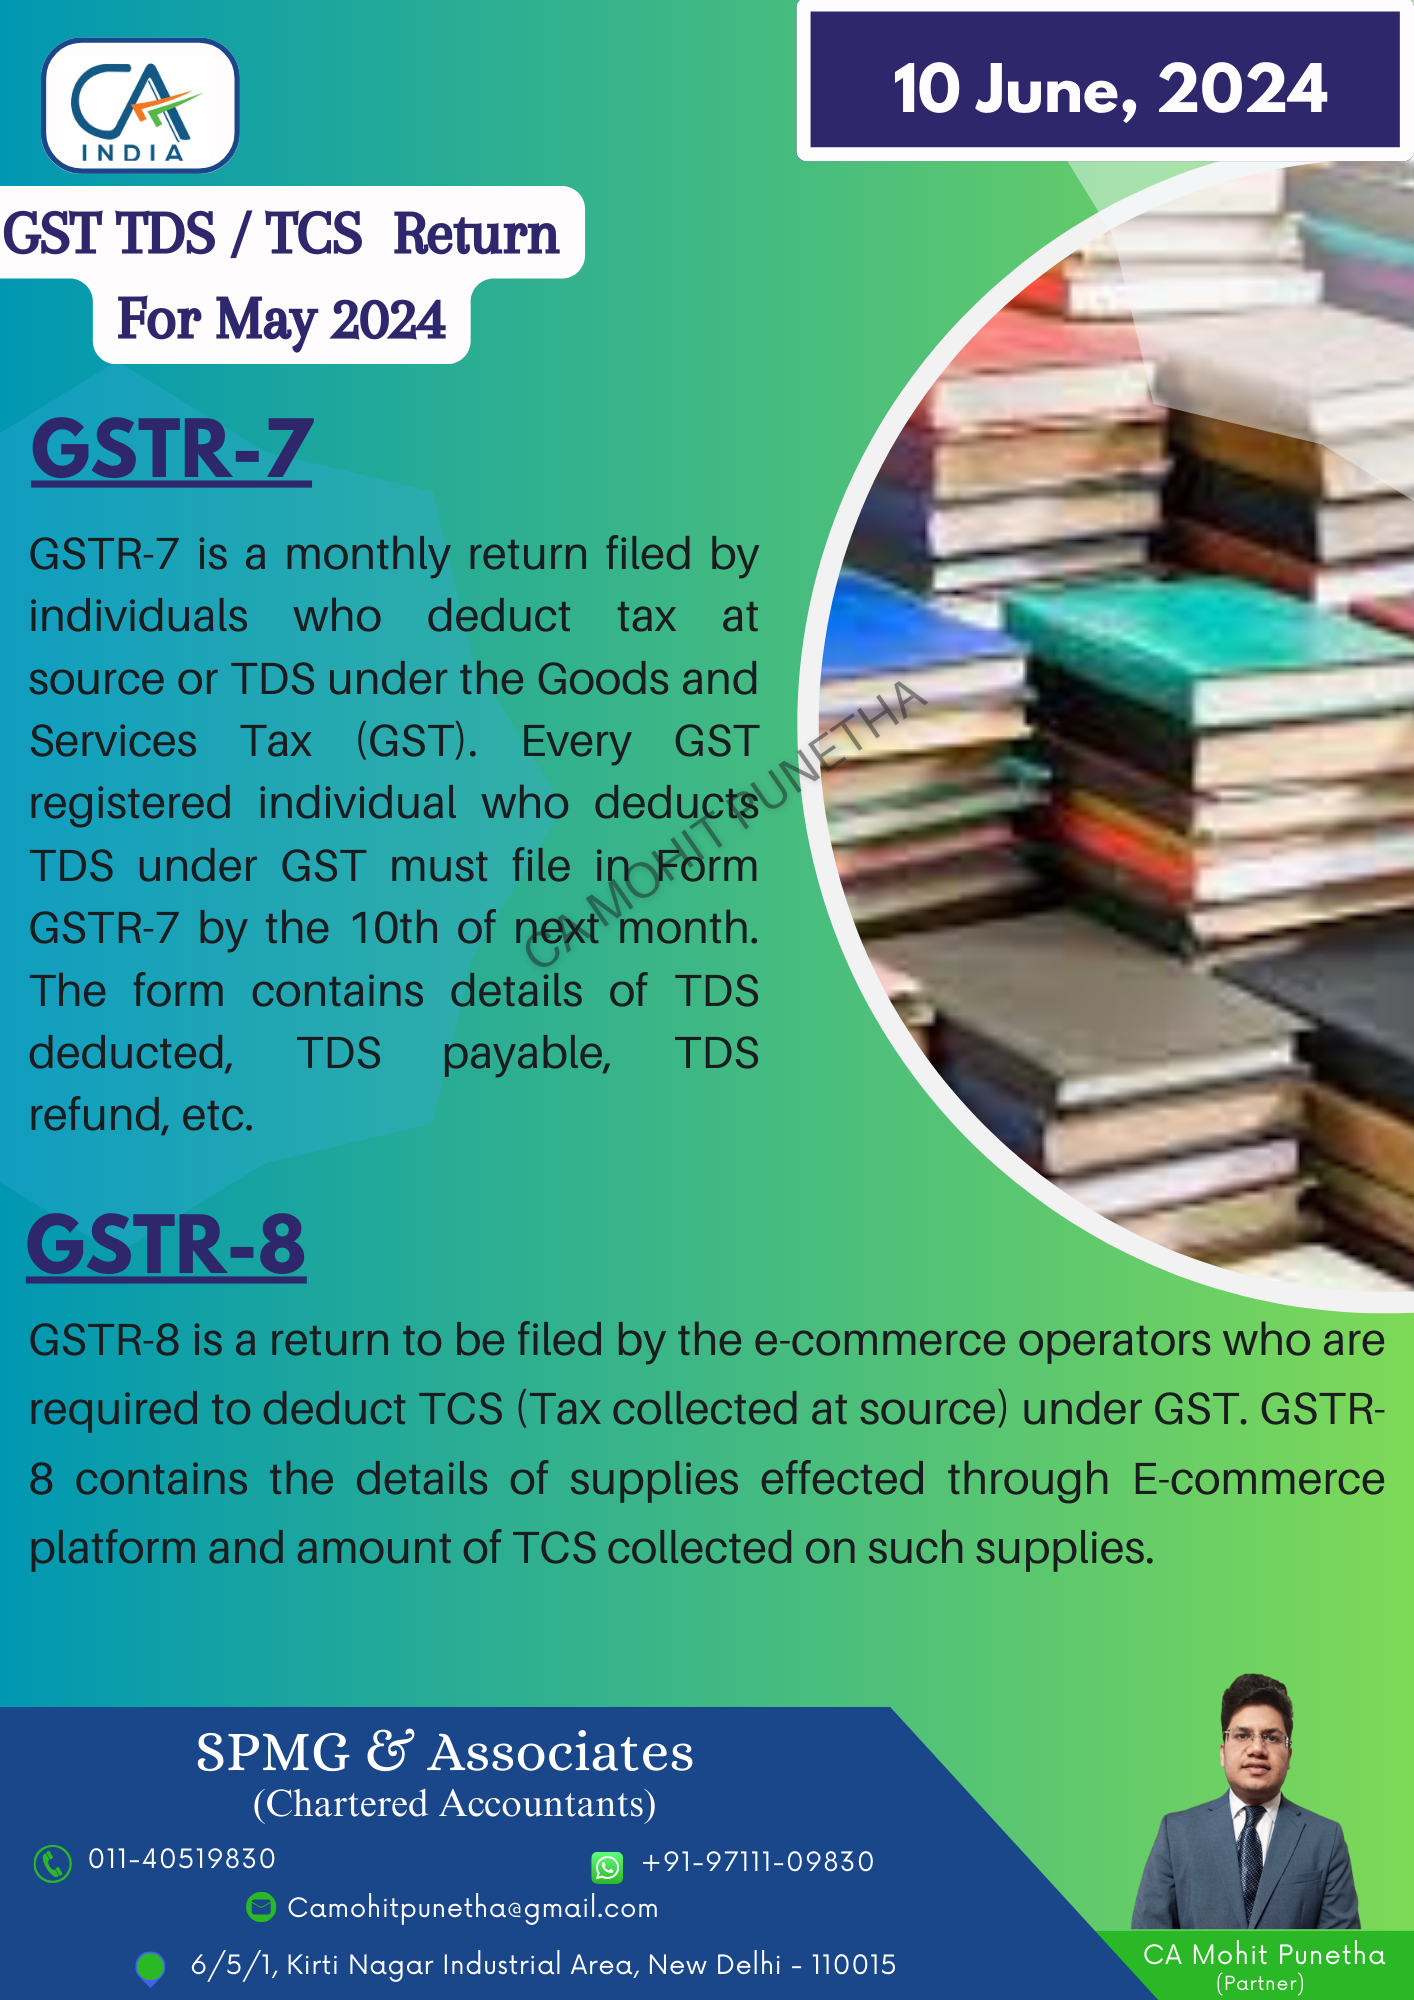 CA
INDIA
10 June, 2024
GST TDS / TCS Return
For May 2024
GSTR-7
GSTR-7 is a monthly return filed by
individuals who deduct tax at
source or TDS under the Goods and
Services Tax (GST). Every GST
registered individual who deducts
TDS under GST must file in Form
GSTR-7 by the 10th of next month.
The form contains details of TDS
deducted, TDS payable, TDS
refund, etc.
CA MOHIT PUNETHA
GSTR-8
GSTR-8 is a return to be filed by the e-commerce operators who are
required to deduct TCS (Tax collected at source) under GST. GSTR-
8 contains the details of supplies effected through E-commerce
platform and amount of TCS collected on such supplies.
SPMG & Associates
(Chartered Accountants)
011-40519830
+91-97111-09830
Camohitpunetha@gmail.com
6/5/1, Kirti Nagar Industrial Area, New Delhi - 110015
CA Mohit Punetha
(Partner)